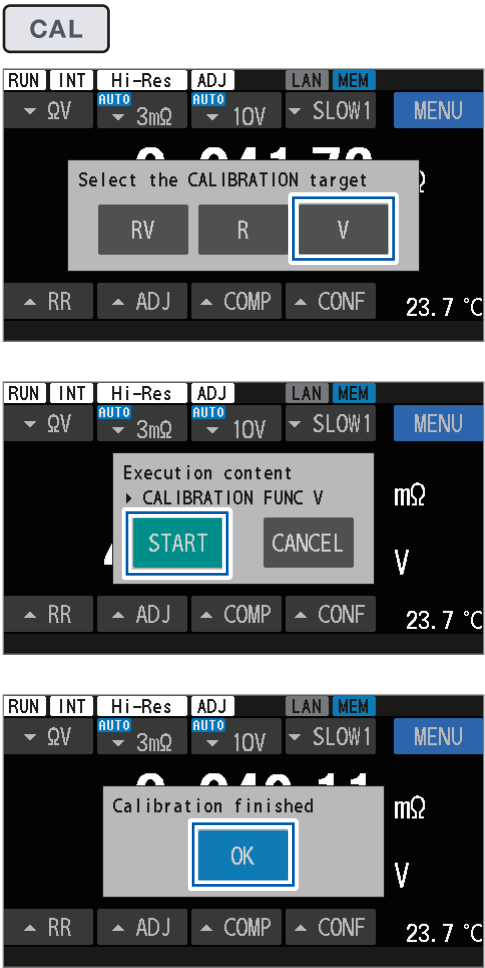 CAL
RUN INT Hi-Res ADJ LAN MEM
ΩV AUTO 3mΩ AUTO 10V SLOW1 MENU
Select the CALIBRATION target
RV R V
RR ADJ COMP CONF 23.7 °C
RUN INT Hi-Res ADJ LAN MEM
ΩV AUTO 3mΩ AUTO 10V SLOW1 MENU
Execution content
CALIBRATION FUNC V
mΩ
START CANCEL
V
RR ADJ COMP CONF 23.7 °C
RUN INT Hi-Res ADJ LAN MEM
ΩV AUTO 3mΩ AUTO 10V SLOW1 MENU
Calibration finished
mΩ
OK
V
RR ADJ COMP CONF 23.7 °C